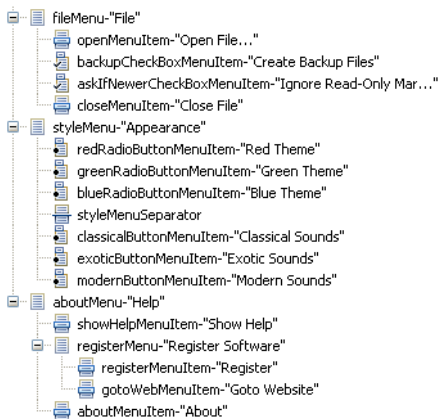 fileMenu-"File"
openMenuItem-"Open File..."
backupCheckBoxMenuItem-"Create Backup Files"
askIfNewerCheckBoxMenuItem-"Ignore Read-Only Mar..."
closeMenuItem-"Close File"
styleMenu-"Appearance"
redRadioButtonMenuItem-"Red Theme"
greenRadioButtonMenuItem-"Green Theme"
blueRadioButtonMenuItem-"Blue Theme"
styleMenuSeparator
classicalButtonMenuItem-"Classical Sounds"
exoticButtonMenuItem-"Exotic Sounds"
modernButtonMenuItem-"Modern Sounds"
aboutMenu-"Help"
showHelpMenuItem-"Show Help"
registerMenu-"Register Software"
registerMenuItem-"Register"
gotoWebMenuItem-"Goto Website"
aboutMenuItem-"About"